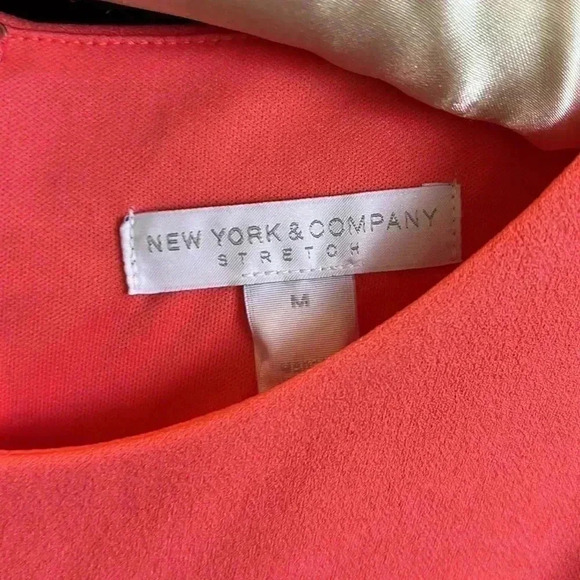 NEW YORK & COMPANY
STRETCH
M